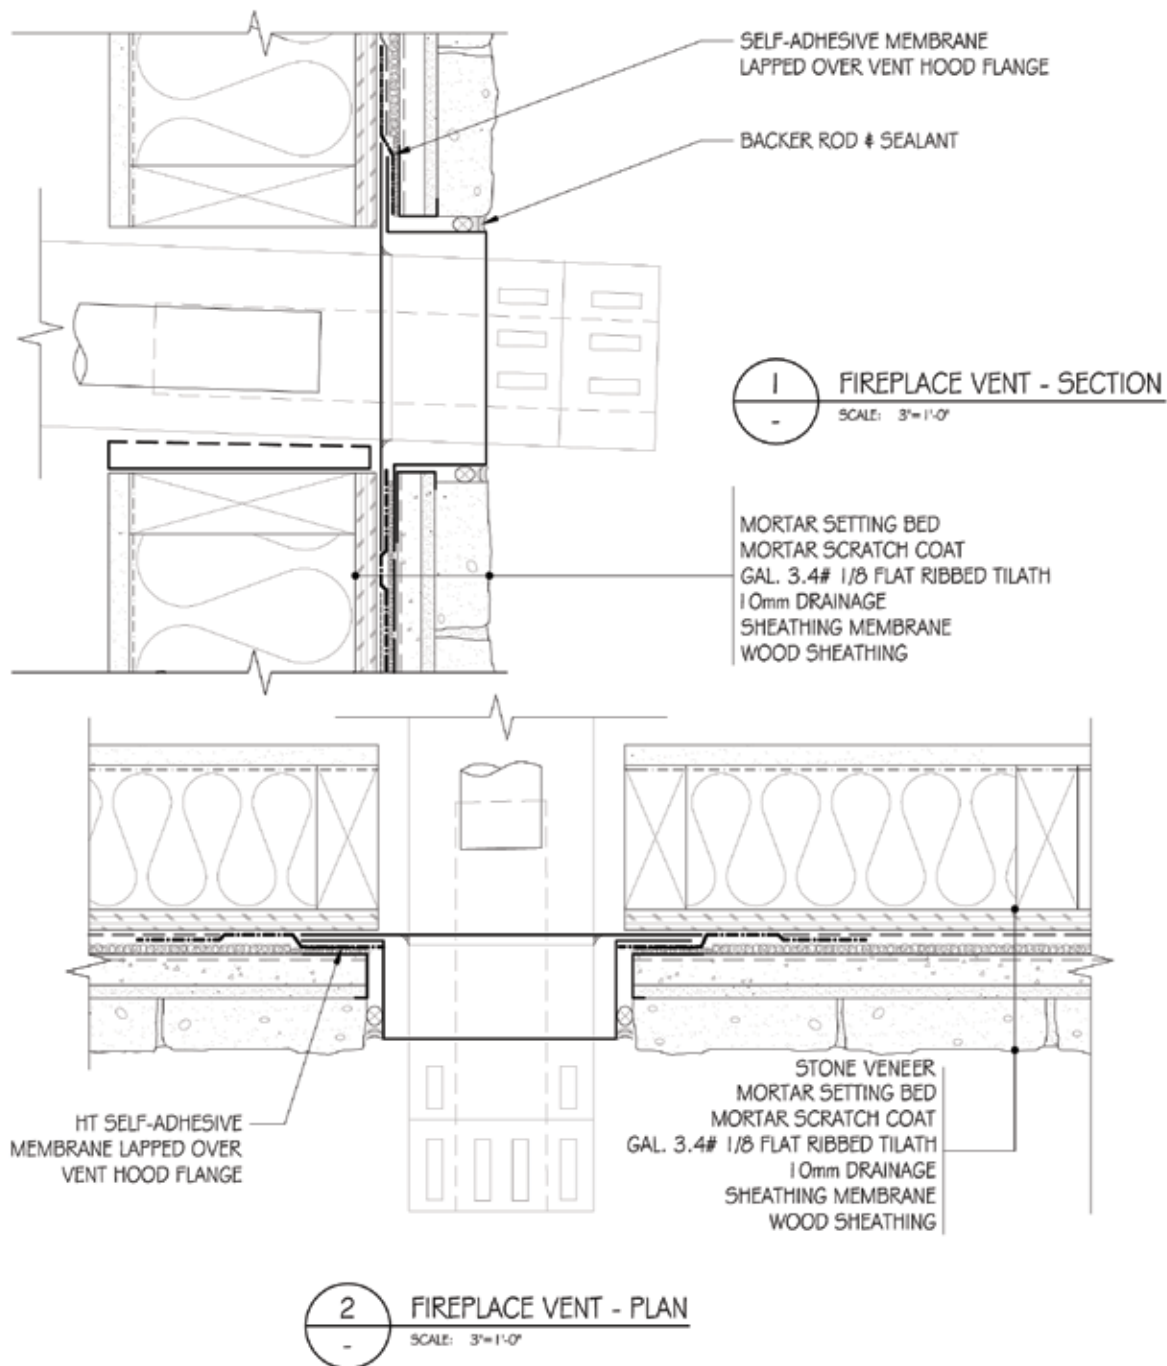 SELF-ADHESIVE MEMBRANE
LAPPED OVER VENT HOOD FLANGE
BACKER ROD & SEALANT
1
-
FIREPLACE VENT - SECTION
SCALE: 3"=1'-0"
MORTAR SETTING BED
MORTAR SCRATCH COAT
GAL. 3.4# 1/8 FLAT RIBBED TILATH
10mm DRAINAGE
SHEATHING MEMBRANE
WOOD SHEATHING
HT SELF-ADHESIVE
MEMBRANE LAPPED OVER
VENT HOOD FLANGE
STONE VENEER
MORTAR SETTING BED
MORTAR SCRATCH COAT
GAL. 3.4# 1/8 FLAT RIBBED TILATH
10mm DRAINAGE
SHEATHING MEMBRANE
WOOD SHEATHING
2
-
FIREPLACE VENT - PLAN
SCALE: 3"=1'-0"